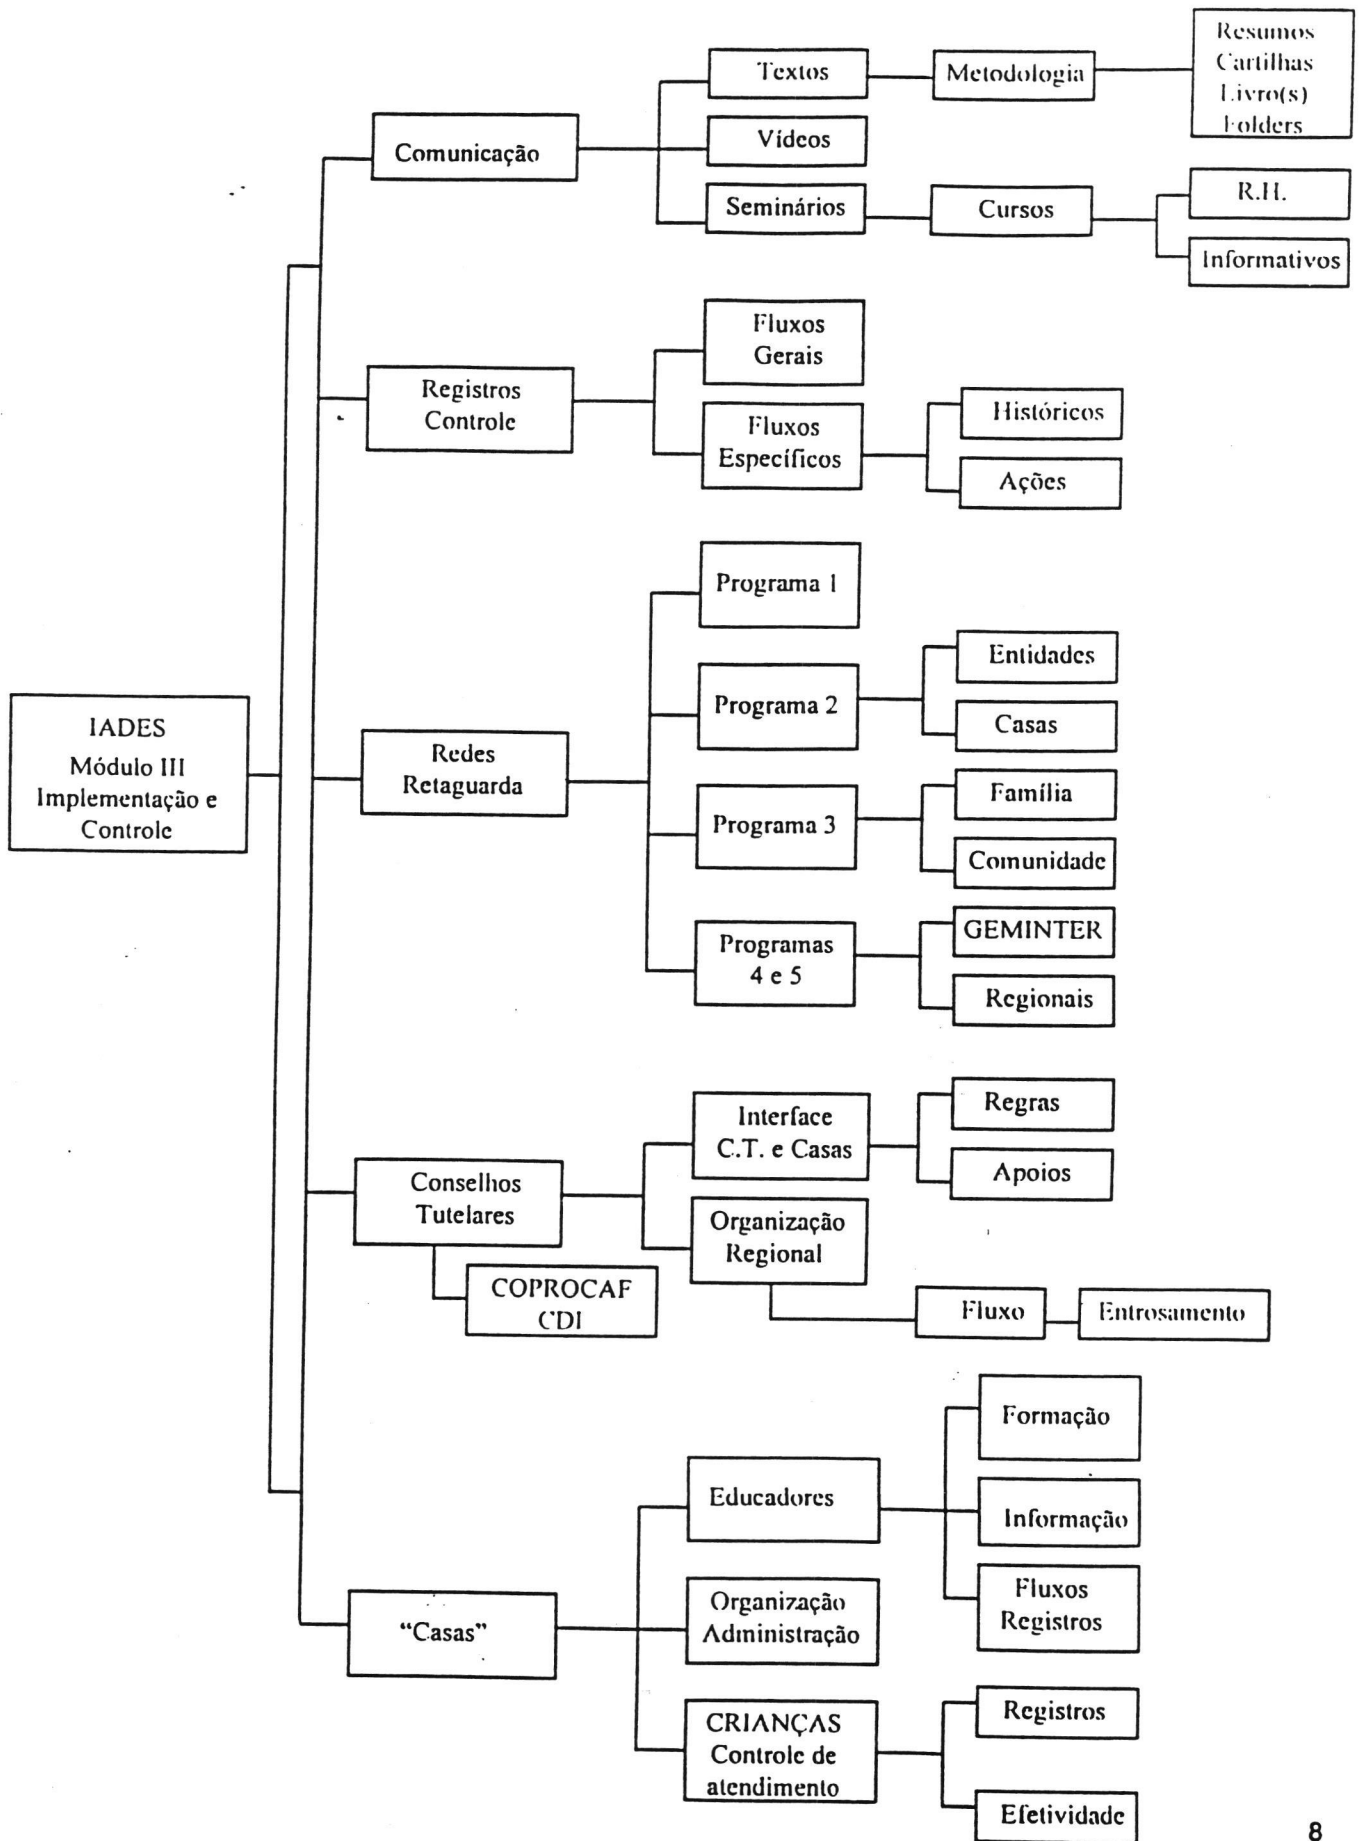 Resumos
Cartilhas
Livro(s)
Folders
Textos
Metodologia
Comunicação
Vídeos
Seminários
Cursos
R.H.
Informativos
Fluxos
Gerais
Registros
Controle
Fluxos
Específicos
Históricos
Ações
Programa 1
Entidades
Programa 2
Casas
IADES
Módulo III
Implementação e
Controle
Redes
Retaguarda
Família
Programa 3
Comunidade
Programas
4 e 5
GEMINTER
Regionais
Interface
C.T. e Casas
Regras
Apoios
Conselhos
Tutelares
Organização
Regional
COPROCAF
CDI
Fluxo
Entrosamento
Formação
Educadores
Informação
Fluxos
Registros
"Casas"
Organização
Administração
CRIANÇAS
Controle de
atendimento
Registros
Efetividade
8